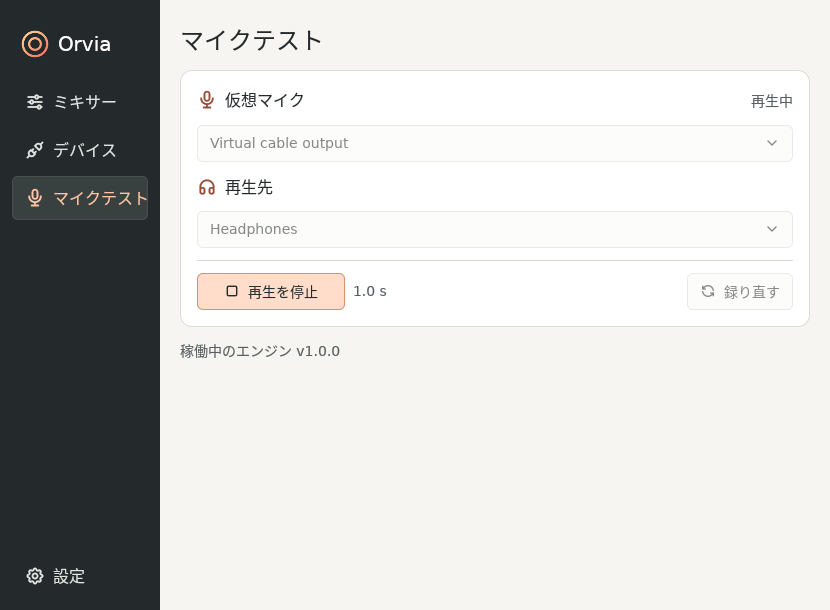 Orvia
ミキサー
デバイス
マイクテスト
設定
マイクテスト
仮想マイク
再生中
Virtual cable output
再生先
Headphones
再生を停止
1.0 s
録り直す
稼働中のエンジン v1.0.0